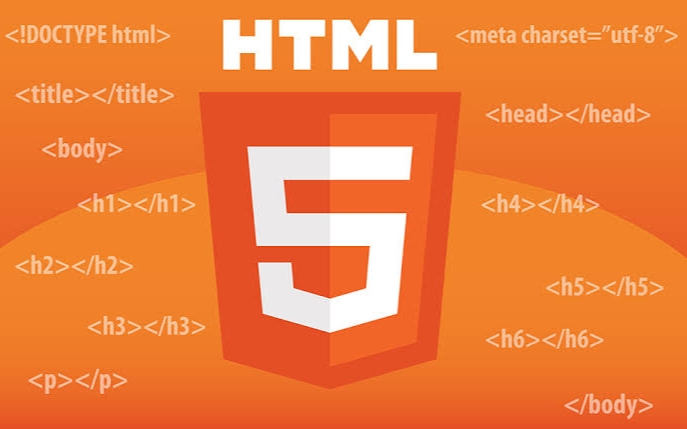 HTML
5
<!DOCTYPE html>
<title></title>
<body>
<h1></h1>
<h2></h2>
<h3></h3>
<p></p>
<meta charset=”utf-8”>
<head></head>
<h4></h4>
<h5></h5>
<h6></h6>
</body>